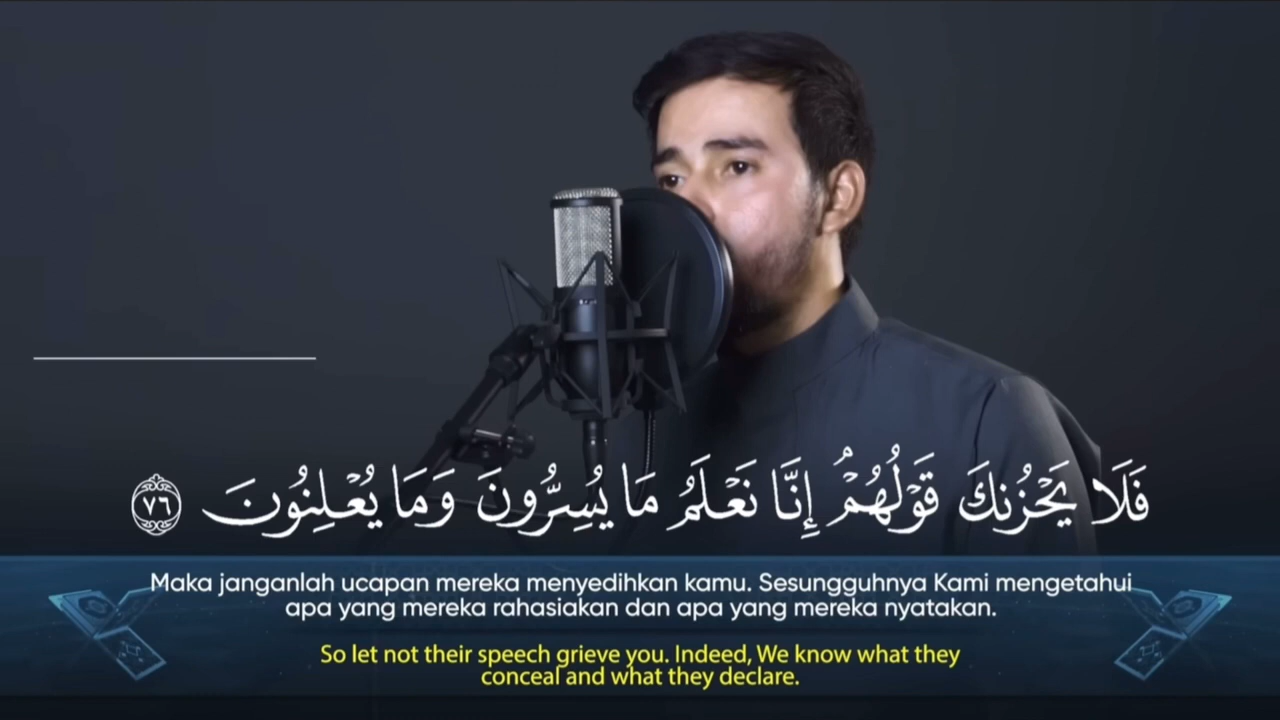 فَلَا يَحْزُنكَ قَوْلُهُمْ ۘ إِنَّا نَعْلَمُ مَا يُسِرُّونَ وَمَا يُعْلِنُونَ ٧٦
Maka janganlah ucapan mereka menyedihkan kamu. Sesungguhnya Kami mengetahui
apa yang mereka rahasiakan dan apa yang mereka nyatakan.
So let not their speech grieve you. Indeed, We know what they
conceal and what they declare.